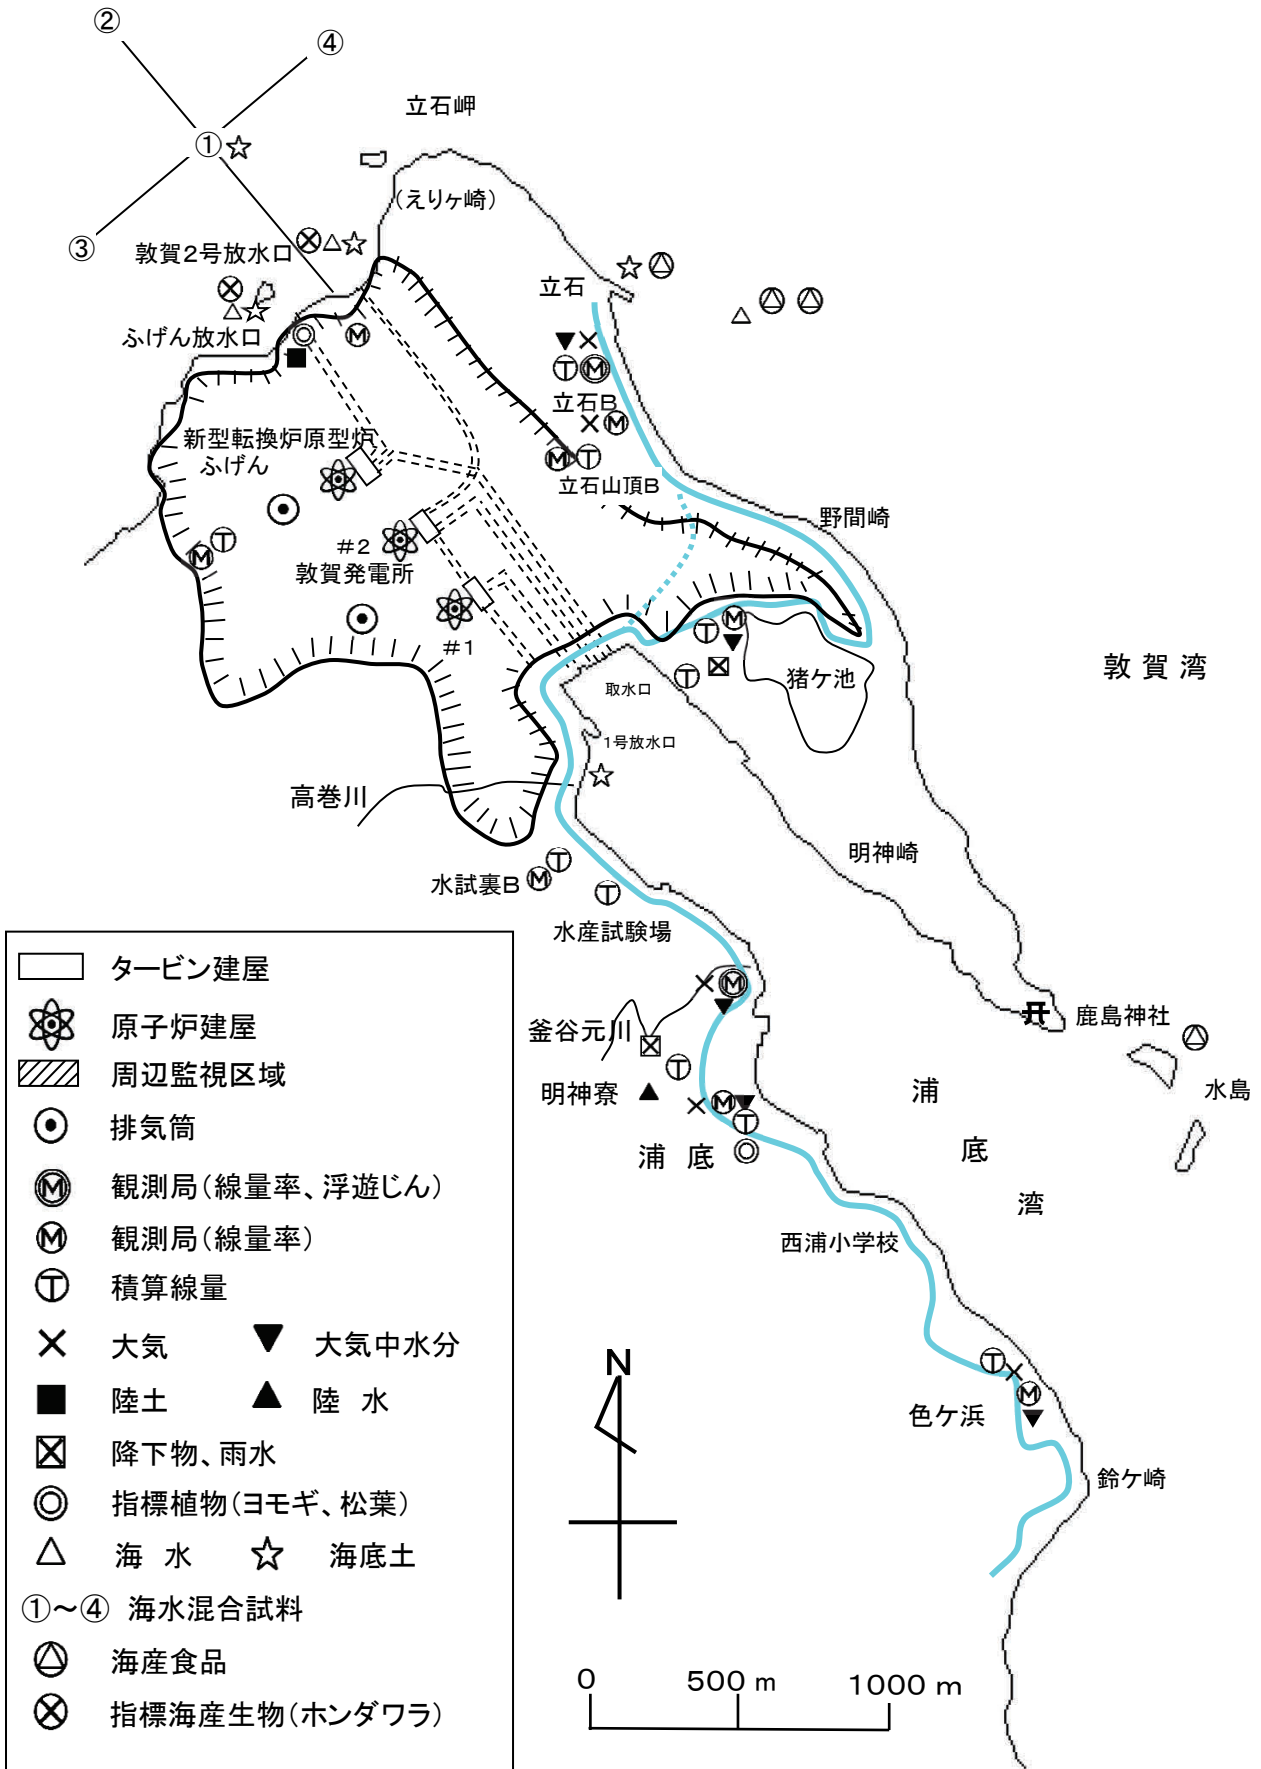 ②
④
立石岬
①
(えりヶ崎)
③
敦賀2号放水口
立石
ふげん放水口
M
T M
立石B
M
新型転換炉原型炉
ふげん
M T
立石山頂B
野間崎
T
M
#2
敦賀発電所
#1
M
T
T
猪ケ池
敦賀湾
取水口
1号放水口
高巻川
明神崎
T
水試裏B M
T
水産試験場
M
鹿島神社
釜谷元川
T
明神寮
M
T
水島
浦底
浦
底
湾
西浦小学校
T
M
色ケ浜
鈴ケ崎
N
0 500 m 1000 m
タービン建屋
原子炉建屋
周辺監視区域
排気筒
M 観測局(線量率、浮遊じん)
M 観測局(線量率)
T 積算線量
大気 大気中水分
陸土 陸 水
降下物、雨水
指標植物(ヨモギ、松葉)
海 水 海底土
①~④ 海水混合試料
海産食品
指標海産生物(ホンダワラ)